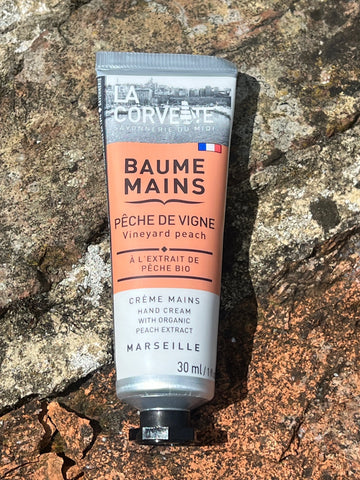 LA
CORVETTE
SAVONNERIE DU MIDI
BAUME
MAINS
PÊCHE DE VIGNE
Vineyard peach
À L'EXTRAIT DE
PÊCHE BIO
CRÈME MAINS
HAND CREAM
WITH ORGANIC
PEACH EXTRACT
MARSEILLE
30 ml/1